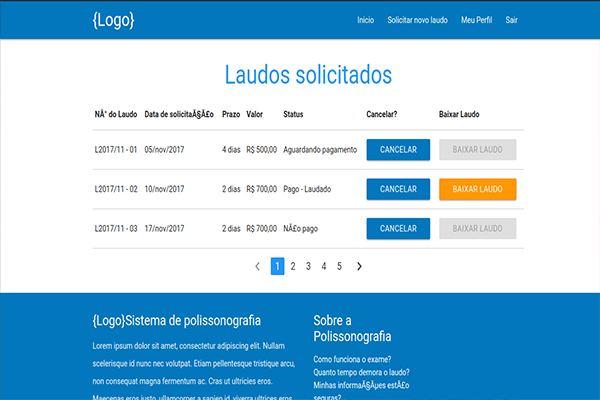 {Logo} Inicio Solicitar novo laudo Meu Perfil Sair
Laudos solicitados
NÂ° do Laudo Data de solicitaÃ§Ã£o Prazo Valor Status Cancelar? Baixar Laudo
L2017/11 - 01 05/nov/2017 4 dias R$ 500,00 Aguardando pagamento CANCELAR BAIXAR LAUDO
L2017/11 - 02 10/nov/2017 2 dias R$ 700,00 Pago - Laudado CANCELAR BAIXAR LAUDO
L2017/11 - 03 17/nov/2017 2 dias R$ 700,00 NÃ£o pago CANCELAR BAIXAR LAUDO
1 2 3 4 5
{Logo}Sistema de polissonografia
Lorem ipsum dolor sit amet, consectetur adipiscing elit. Nullam
scelerisque id nunc nec volutpat. Etiam pellentesque tristique arcu,
non consequat magna fermentum ac. Cras ut ultricies eros.
Maecenas eros justo, ullamcorper a sapien id, viverra ultrices eros.
Sobre a
Polissonografia
Como funciona o exame?
Quanto tempo demora o laudo?
Minhas informaÃ§Ãµes estÃ£o
seguras?